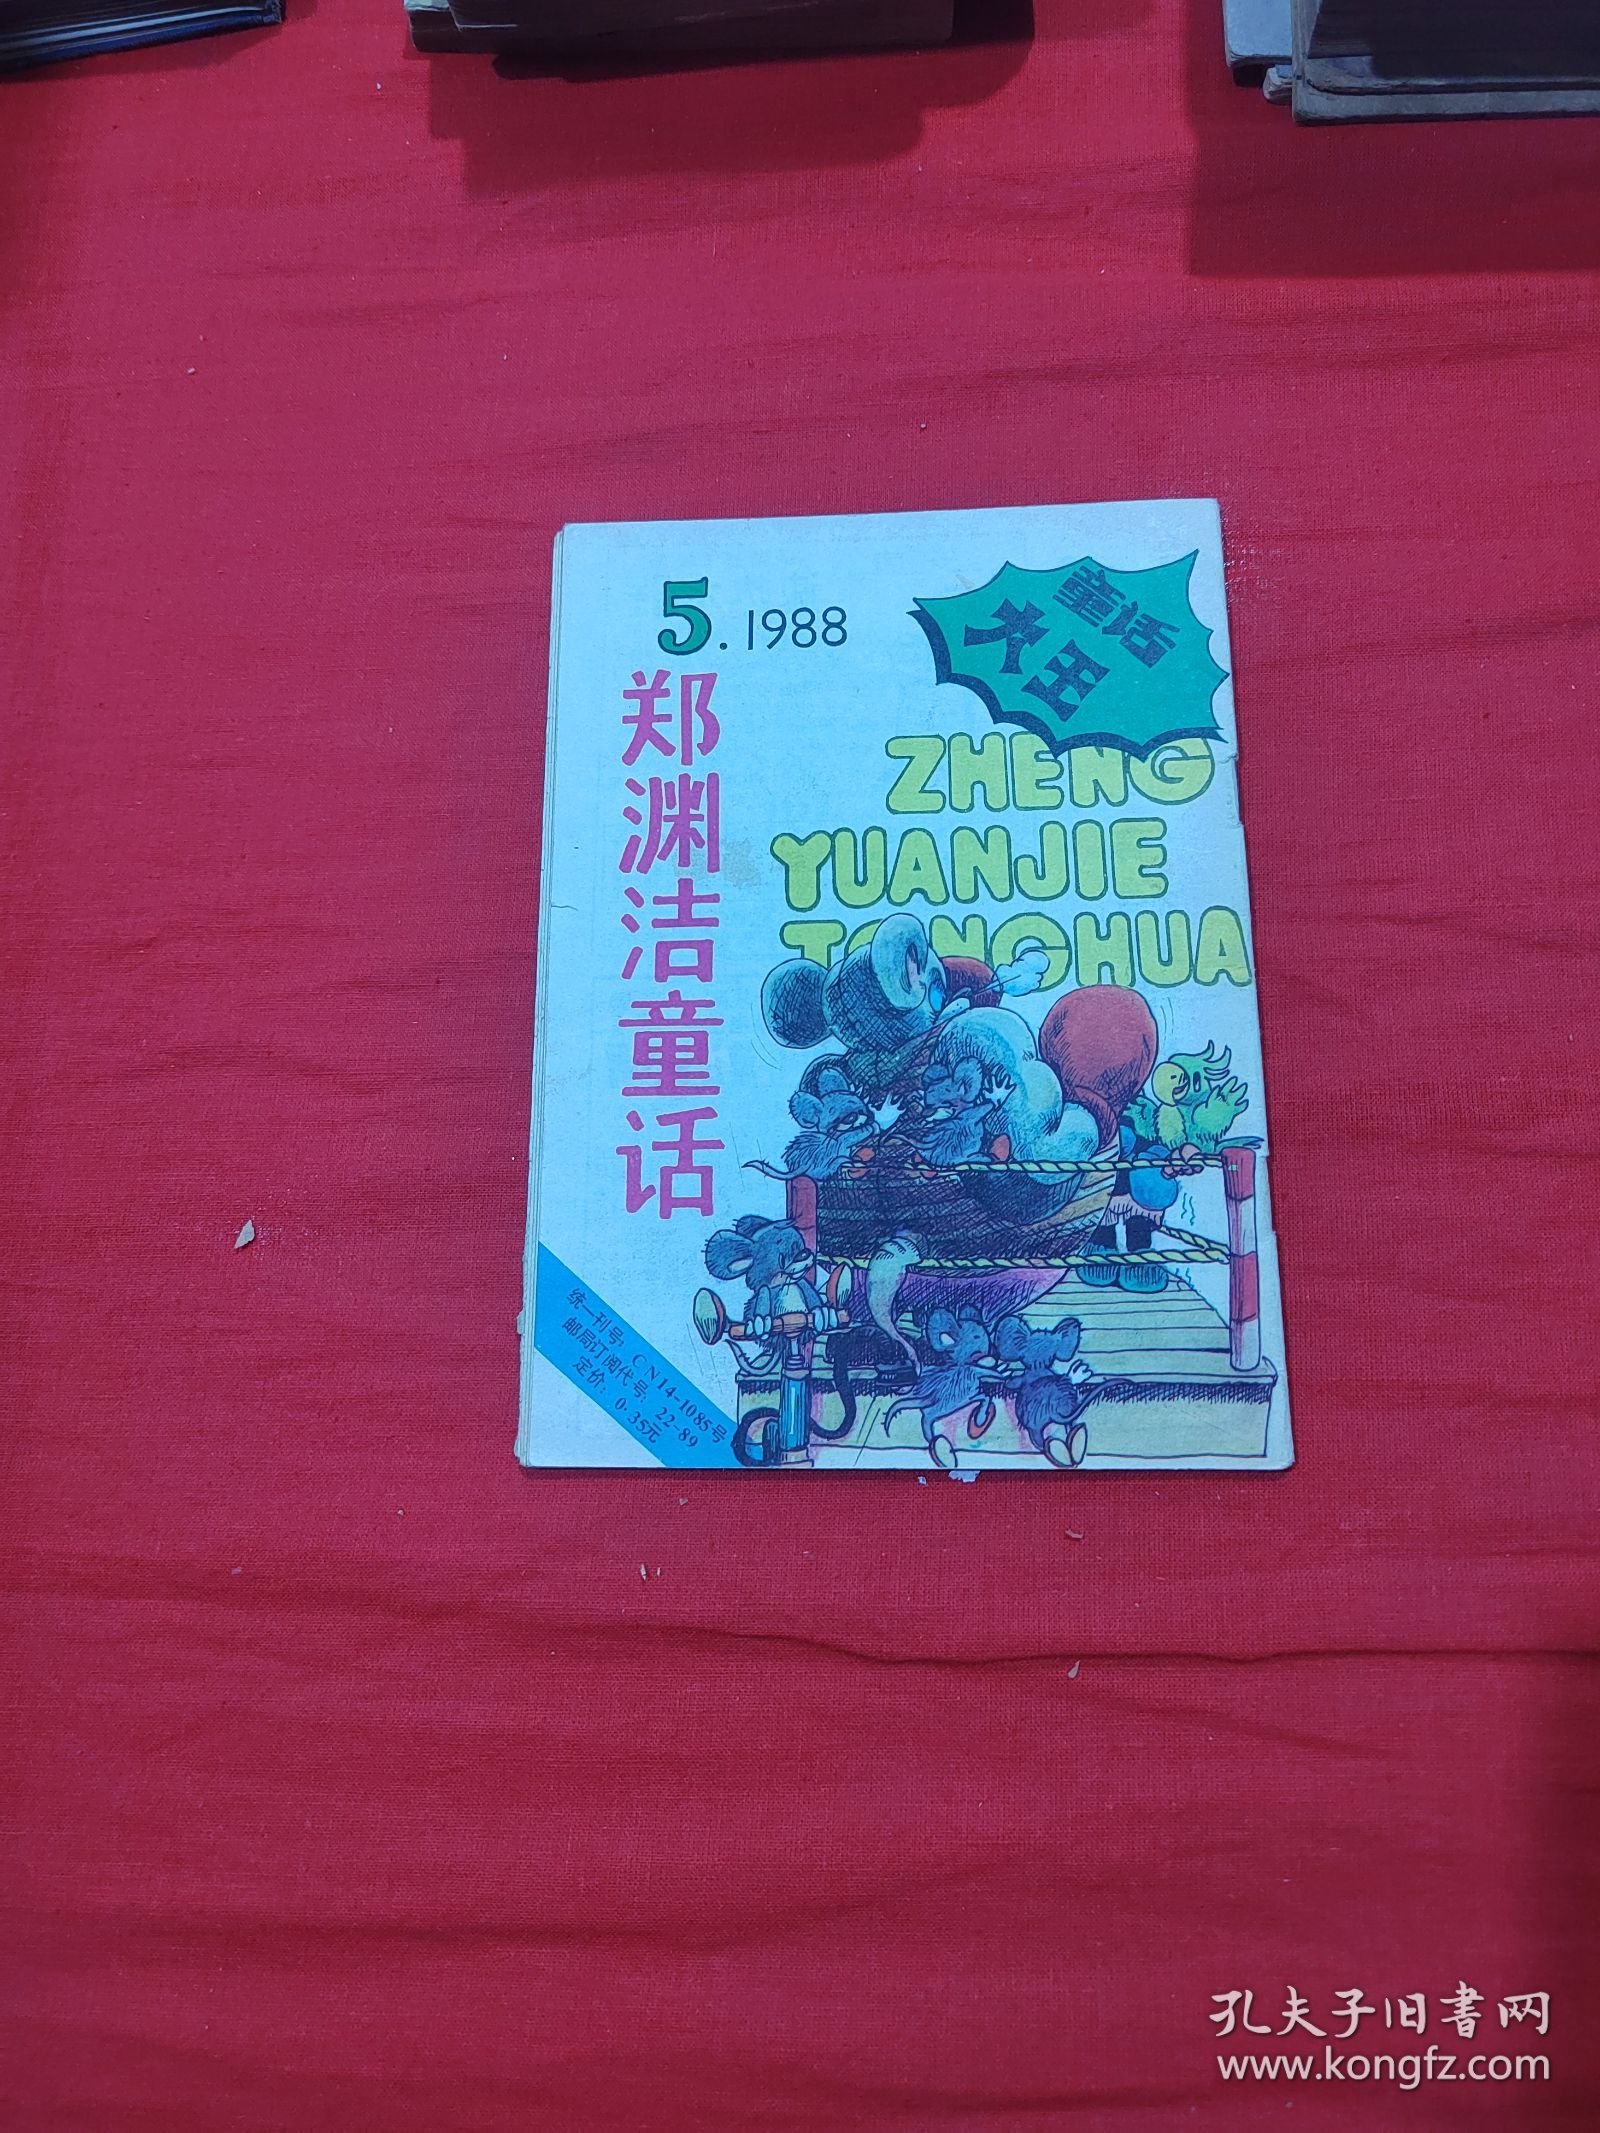 5.1988
童话
大王
郑渊洁童话
ZHENG
YUANJIE
TONGHUA
统一刊号：CN14-1085号
邮局订阅代号：22-89
定价：0.35元
孔夫子旧书网
www.kongfz.com